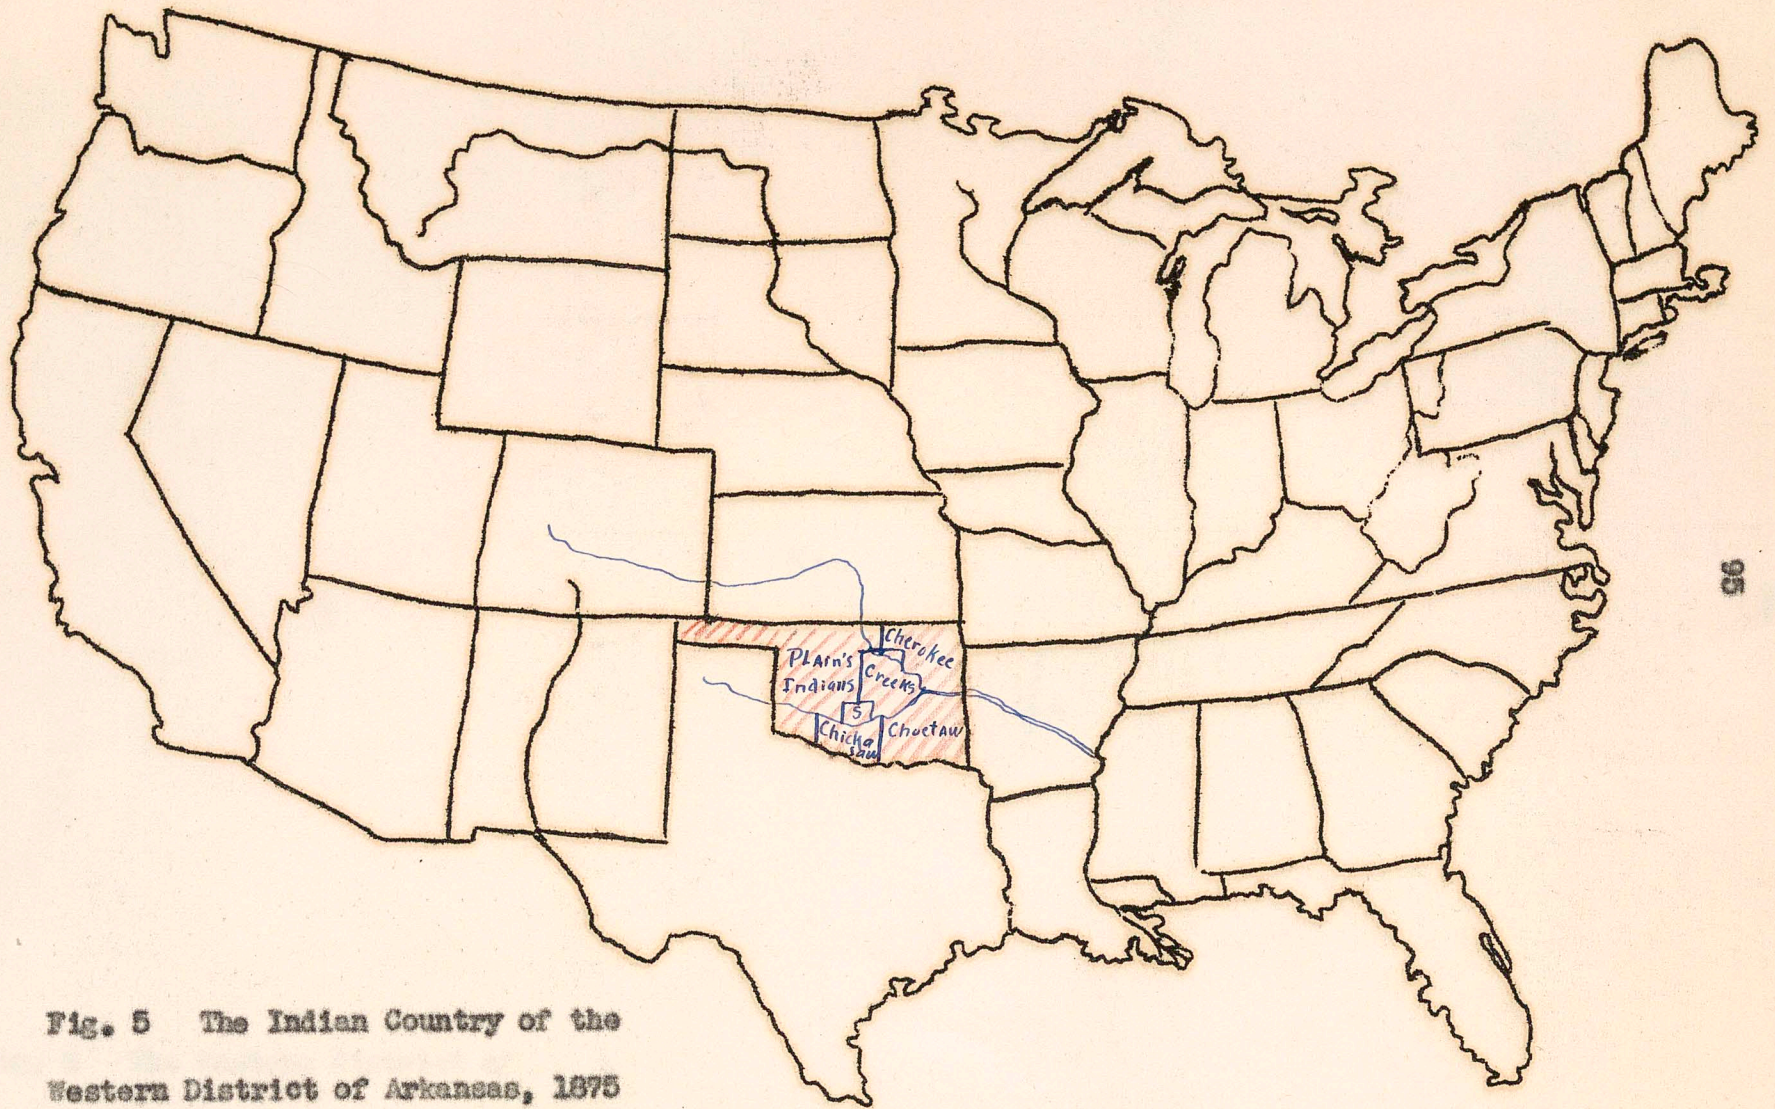 Cherokee
PLAin's
Indians
Creeks
S
Chicka
saw
ChoctAW
95
Fig. 5 The Indian Country of the
Western District of Arkansas, 1875